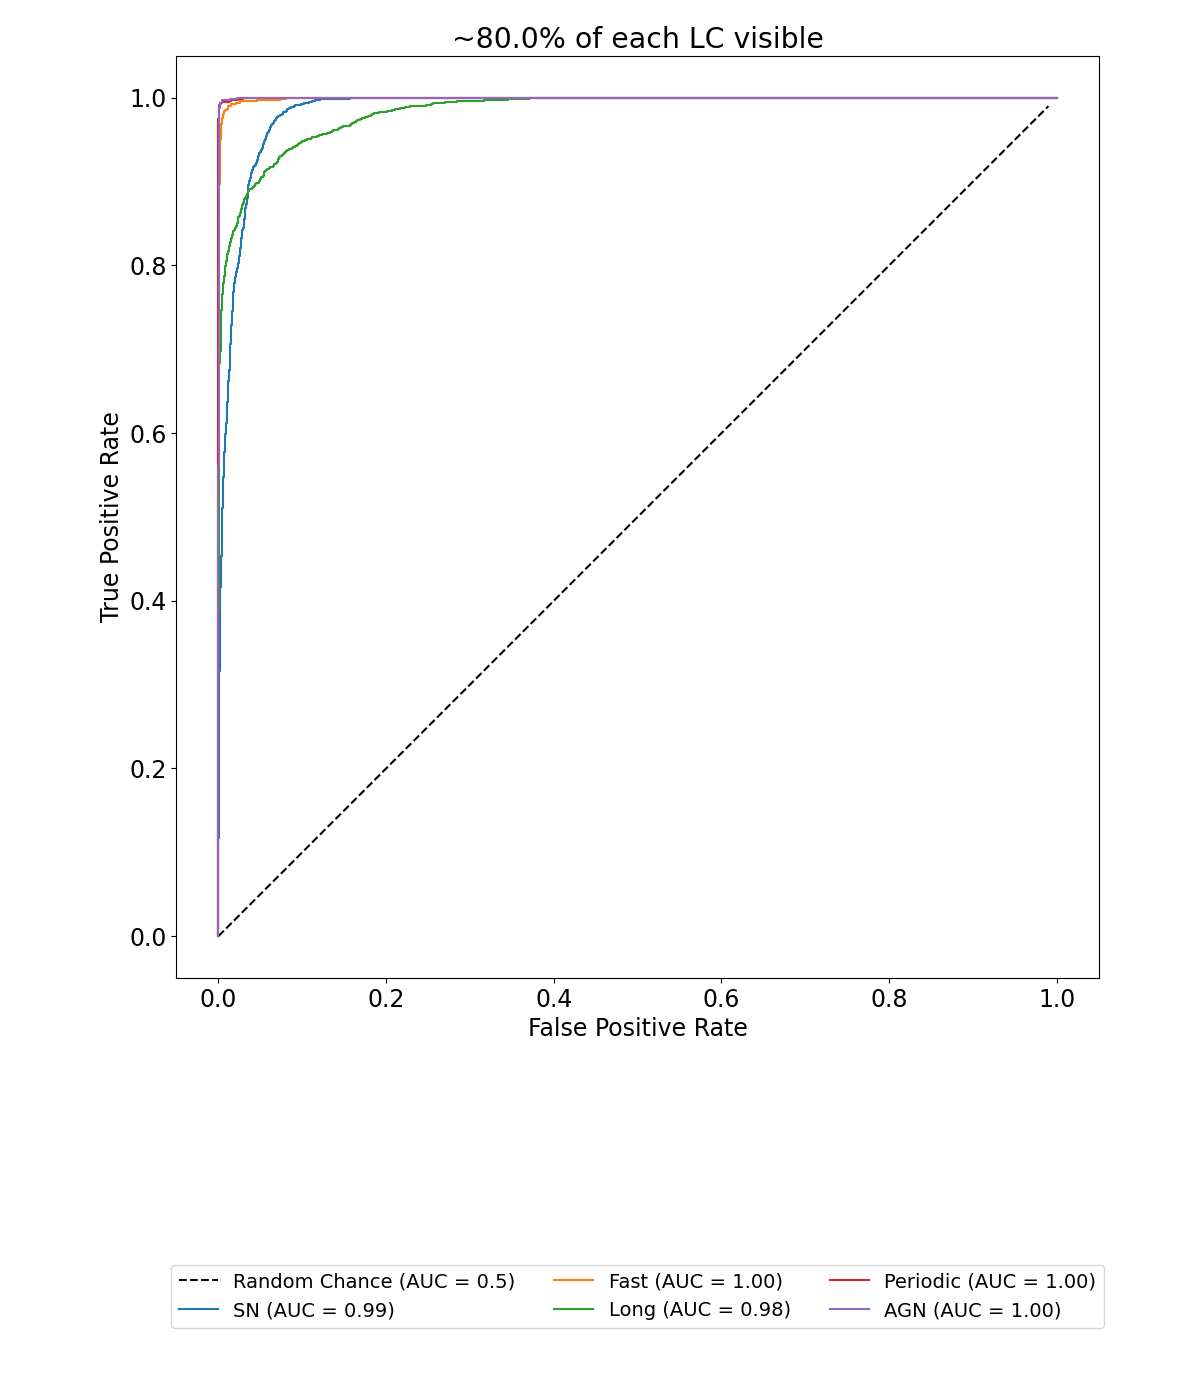 ~80.0% of each LC visible
True Positive Rate
1.0
0.8
0.6
0.4
0.2
0.0
0.0 0.2 0.4 0.6 0.8 1.0
False Positive Rate
Random Chance (AUC = 0.5) Fast (AUC = 1.00) Periodic (AUC = 1.00)
SN (AUC = 0.99) Long (AUC = 0.98) AGN (AUC = 1.00)